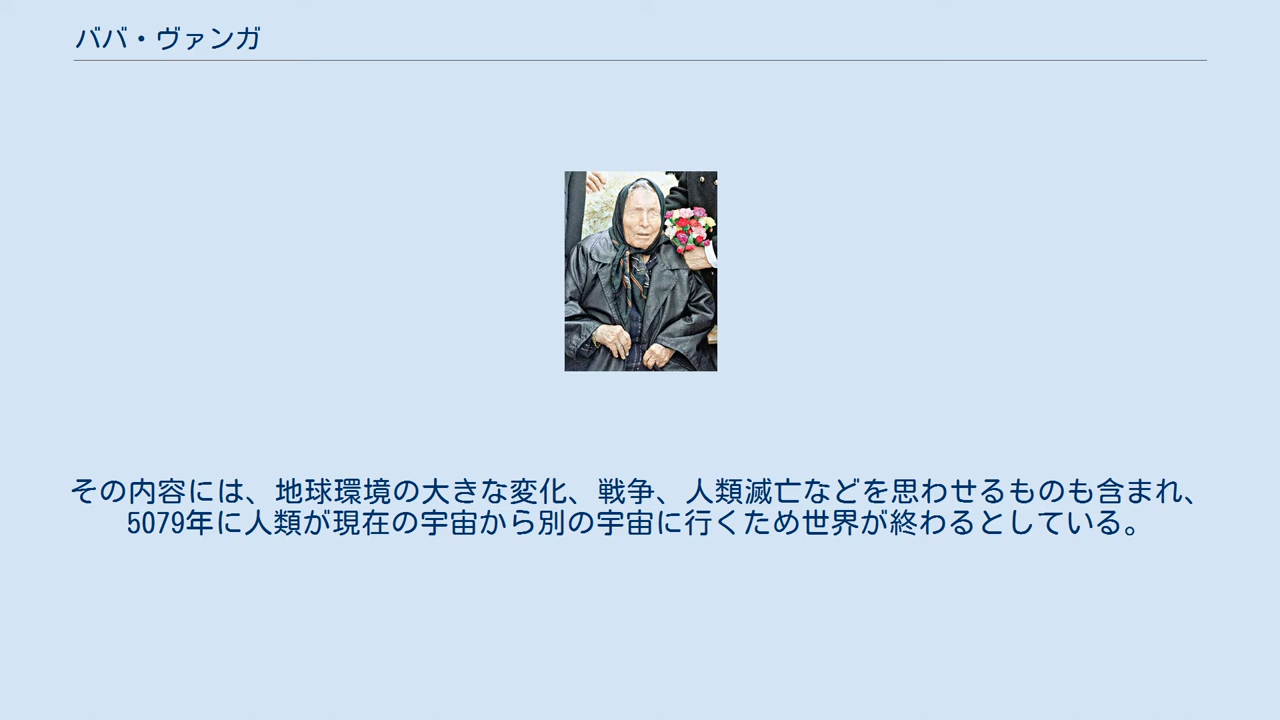 ババ・ヴァンガ
その内容には、地球環境の大きな変化、戦争、人類滅亡などを思わせるものも含まれ、
5079年に人類が現在の宇宙から別の宇宙に行くため世界が終わるとしている。